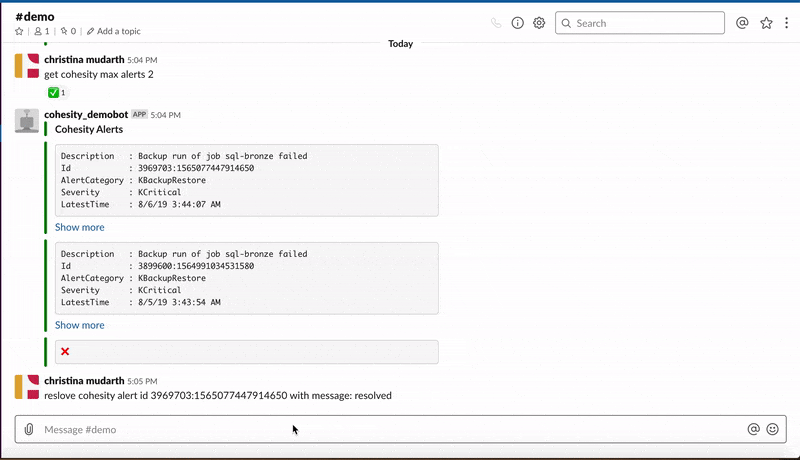 #demo
1 | 0 | Add a topic
Search
Today
christina mudarth 5:04 PM
get cohesity max alerts 2
1
cohesity_demobot APP 5:04 PM
Cohesity Alerts
Description : Backup run of job sql-bronze failed
Id : 3969703:1565077447914650
AlertCategory : KBackupRestore
Severity : KCritical
LatestTime : 8/6/19 3:44:07 AM
Show more
Description : Backup run of job sql-bronze failed
Id : 3899600:1564991034531580
AlertCategory : KBackupRestore
Severity : KCritical
LatestTime : 8/5/19 3:43:54 AM
Show more
christina mudarth 5:05 PM
reslove cohesity alert id 3969703:1565077447914650 with message: resolved
Message #demo